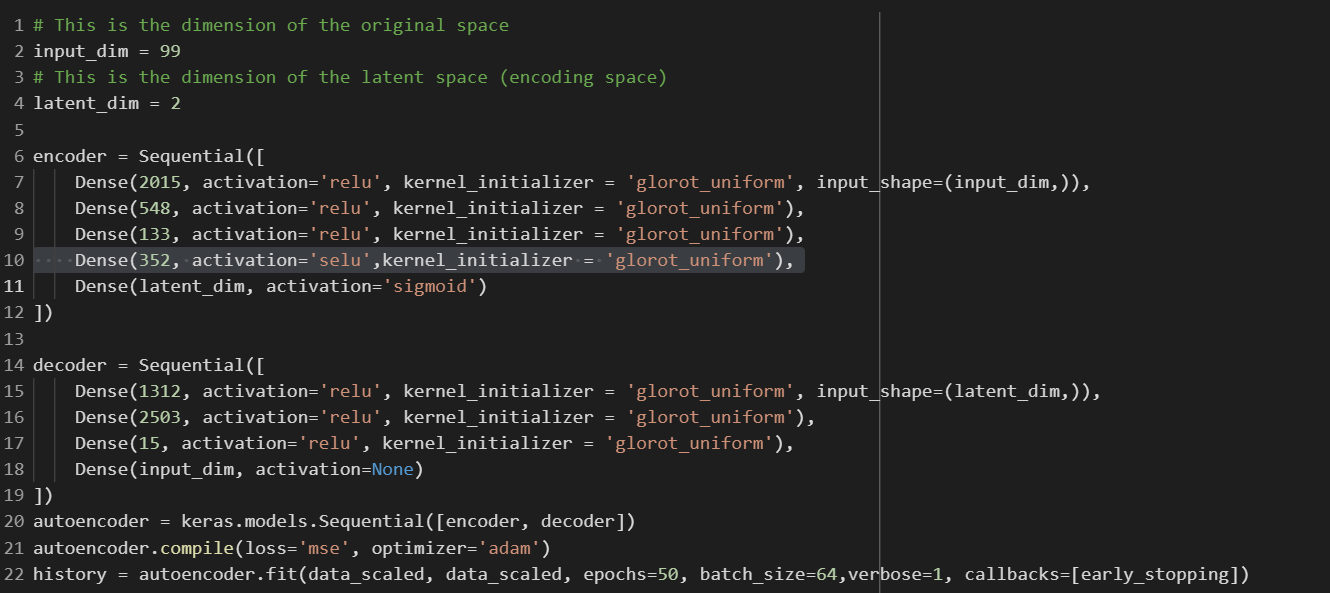 1 # This is the dimension of the original space
2 input_dim = 99
3 # This is the dimension of the latent space (encoding space)
4 latent_dim = 2
5
6 encoder = Sequential([
7     Dense(2015, activation='relu', kernel_initializer = 'glorot_uniform', input_shape=(input_dim,)),
8     Dense(548, activation='relu', kernel_initializer = 'glorot_uniform'),
9     Dense(133, activation='relu', kernel_initializer = 'glorot_uniform'),
10     Dense(352, activation='selu',kernel_initializer = 'glorot_uniform'),
11     Dense(latent_dim, activation='sigmoid')
12 ])
13
14 decoder = Sequential([
15     Dense(1312, activation='relu', kernel_initializer = 'glorot_uniform', input_shape=(latent_dim,)),
16     Dense(2503, activation='relu', kernel_initializer = 'glorot_uniform'),
17     Dense(15, activation='relu', kernel_initializer = 'glorot_uniform'),
18     Dense(input_dim, activation=None)
19 ])
20 autoencoder = keras.models.Sequential([encoder, decoder])
21 autoencoder.compile(loss='mse', optimizer='adam')
22 history = autoencoder.fit(data_scaled, data_scaled, epochs=50, batch_size=64,verbose=1, callbacks=[early_stopping])